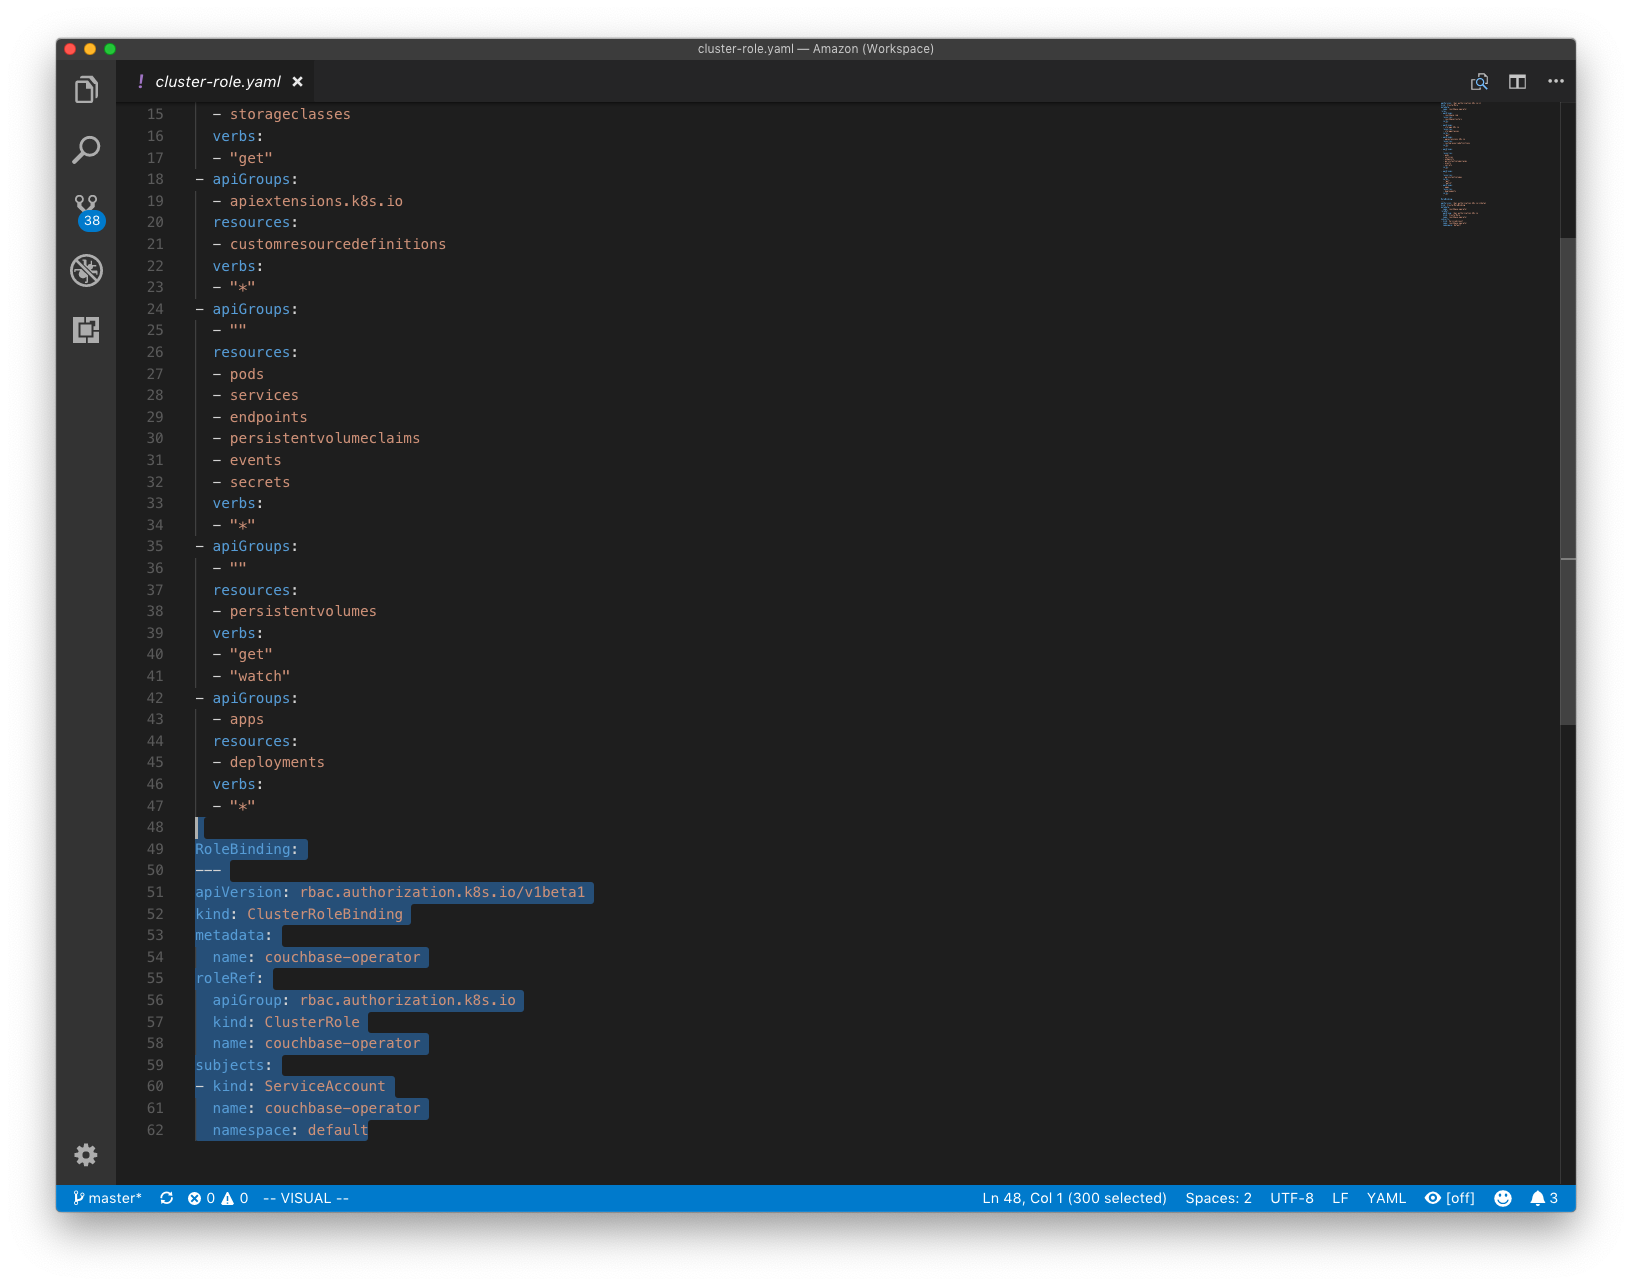 cluster-role.yaml — Amazon (Workspace)
! cluster-role.yaml ×
15 - storageclasses
16 verbs:
17 - "get"
18 - apiGroups:
19 - apiextensions.k8s.io
20 resources:
21 - customresourcedefinitions
22 verbs:
23 - "*"
24 - apiGroups:
25 - ""
26 resources:
27 - pods
28 - services
29 - endpoints
30 - persistentvolumeclaims
31 - events
32 - secrets
33 verbs:
34 - "*"
35 - apiGroups:
36 - ""
37 resources:
38 - persistentvolumes
39 verbs:
40 - "get"
41 - "watch"
42 - apiGroups:
43 - apps
44 resources:
45 - deployments
46 verbs:
47 - "*"
48
49 RoleBinding:
50 ---
51 apiVersion: rbac.authorization.k8s.io/v1beta1
52 kind: ClusterRoleBinding
53 metadata:
54 name: couchbase-operator
55 roleRef:
56 apiGroup: rbac.authorization.k8s.io
57 kind: ClusterRole
58 name: couchbase-operator
59 subjects:
60 - kind: ServiceAccount
61 name: couchbase-operator
62 namespace: default
38
master* 0 0 -- VISUAL -- Ln 48, Col 1 (300 selected) Spaces: 2 UTF-8 LF YAML [off] 3